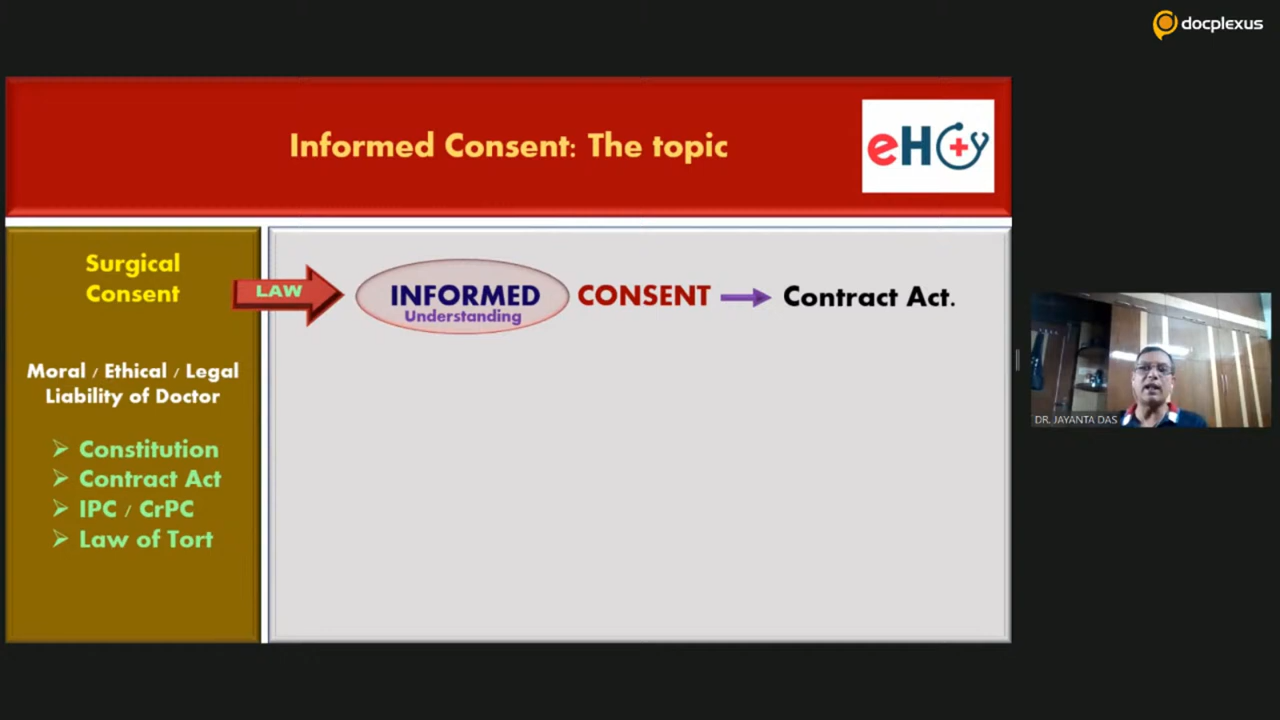 docplexus
Informed Consent: The topic
eHCy
Surgical
Consent
LAW
INFORMED CONSENT Contract Act.
Understanding
Moral / Ethical / Legal
Liability of Doctor
Constitution
Contract Act
IPC / CrPC
Law of Tort
DR. JAYANTA DAS